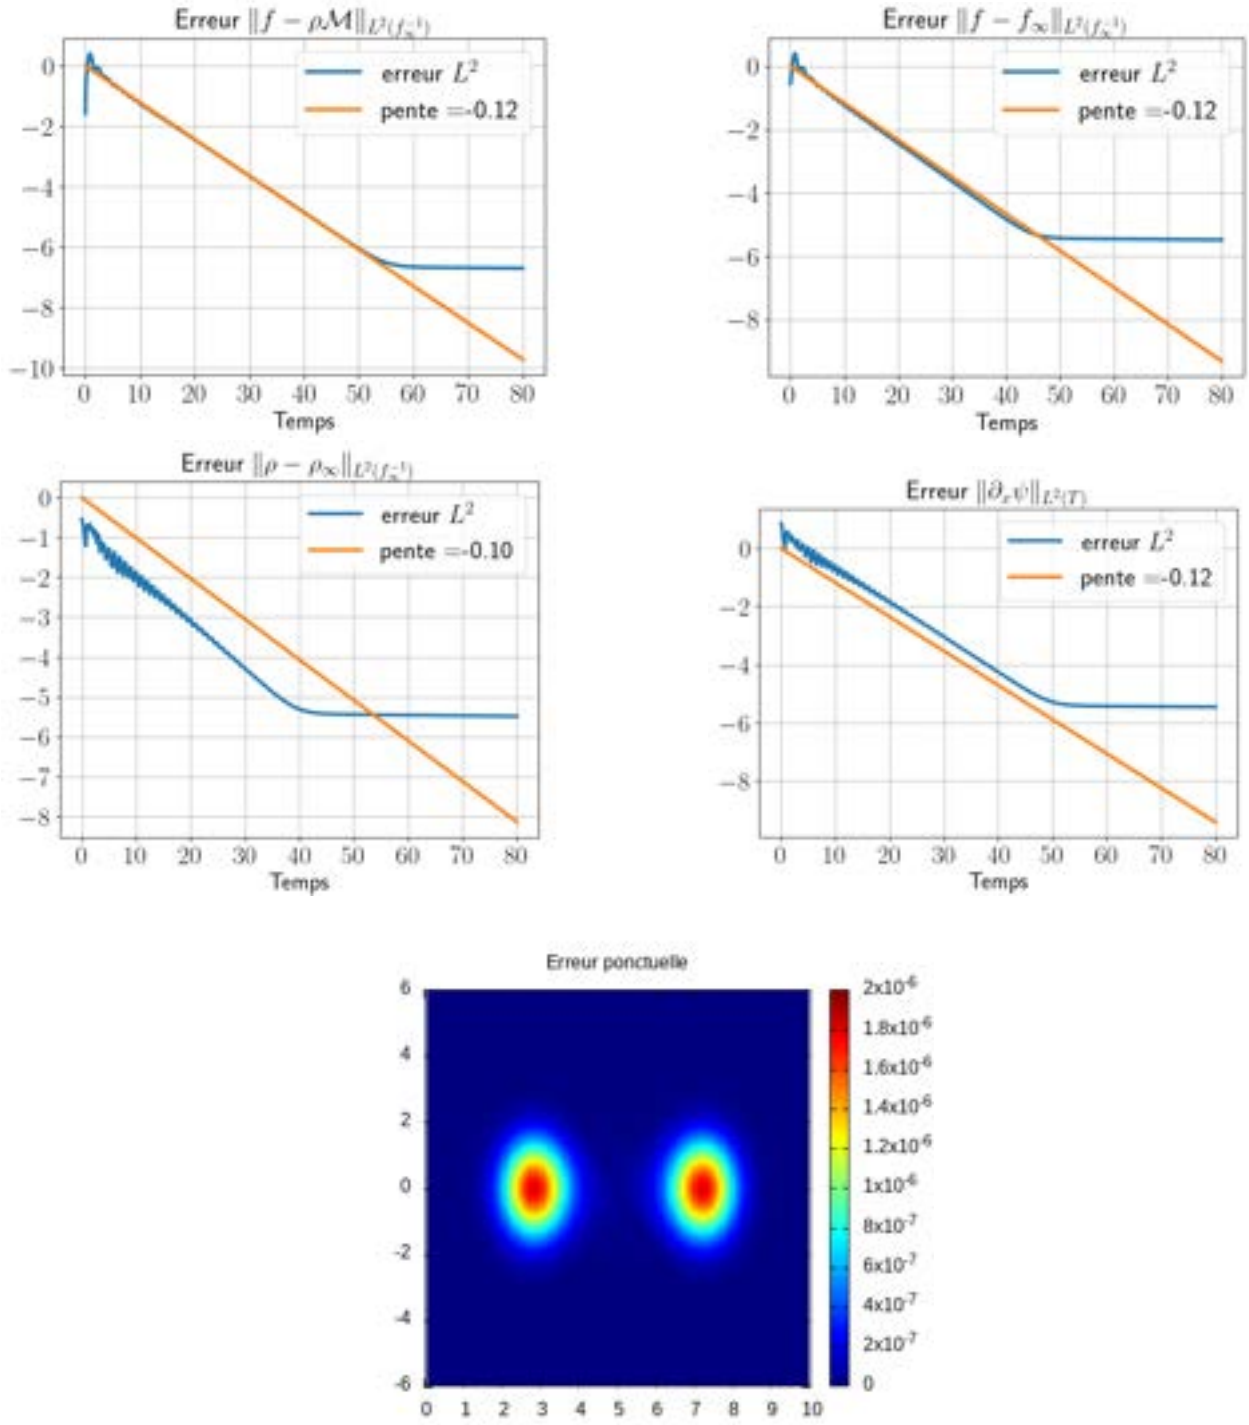 Erreur ‖f − ρℳ‖_{L²(f_∞^{-1})}
erreur L²
pente =-0.12
0
−2
−4
−6
−8
−10
0 10 20 30 40 50 60 70 80
Temps
Erreur ‖f − f_∞‖_{L²(f_∞^{-1})}
erreur L²
pente =-0.12
0
−2
−4
−6
−8
0 10 20 30 40 50 60 70 80
Temps
Erreur ‖ρ − ρ_∞‖_{L²(f_∞^{-1})}
erreur L²
pente =-0.10
0
−1
−2
−3
−4
−5
−6
−7
−8
0 10 20 30 40 50 60 70 80
Temps
Erreur ‖∂ₓψ‖_{L²(T)}
erreur L²
pente =-0.12
0
−2
−4
−6
−8
0 10 20 30 40 50 60 70 80
Temps
Erreur ponctuelle
6
4
2
0
-2
-4
-6
0 1 2 3 4 5 6 7 8 9 10
2x10⁻⁶
1.8x10⁻⁶
1.6x10⁻⁶
1.4x10⁻⁶
1.2x10⁻⁶
1x10⁻⁶
8x10⁻⁷
6x10⁻⁷
4x10⁻⁷
2x10⁻⁷
0